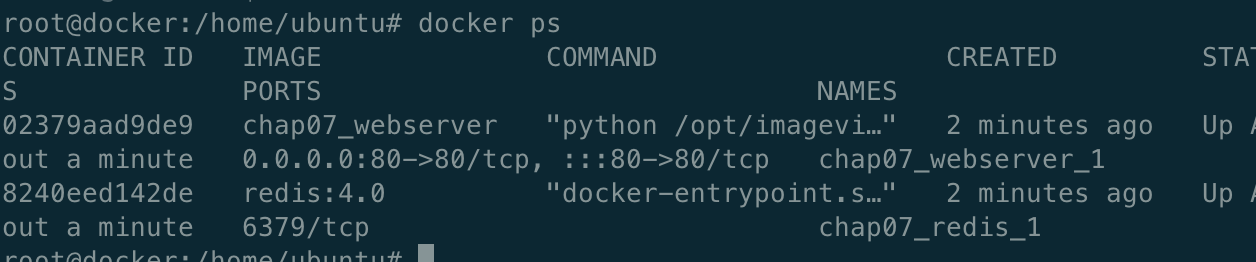 root@docker:/home/ubuntu# docker ps
CONTAINER ID   IMAGE              COMMAND                  CREATED         STAT
S              PORTS                               NAMES
02379aad9de9   chap07_webserver   "python /opt/imagevi…"   2 minutes ago   Up A
out a minute   0.0.0.0:80->80/tcp, :::80->80/tcp   chap07_webserver_1
8240eed142de   redis:4.0          "docker-entrypoint.s…"   2 minutes ago   Up A
out a minute   6379/tcp                            chap07_redis_1
root@docker:/home/ubuntu#